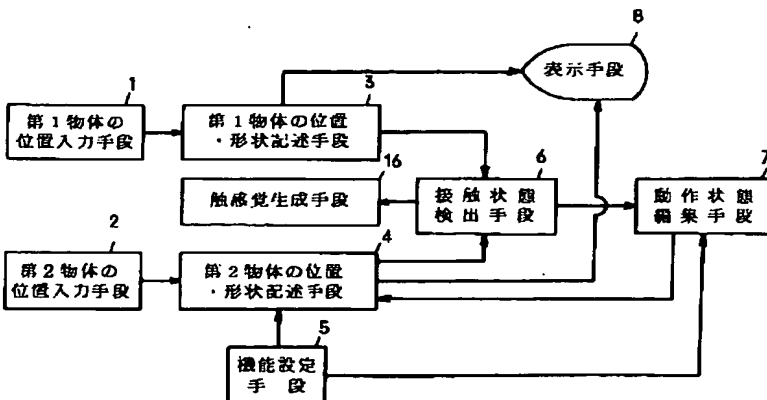 8
表示手段
1
第1物体の
位置入力手段
3
第1物体の位置
・形状記述手段
16
触感覚生成手段
6
接触状態
検出手段
7
動作状態
編集手段
2
第2物体の
位置入力手段
4
第2物体の位置
・形状記述手段
5
機能設定
手段